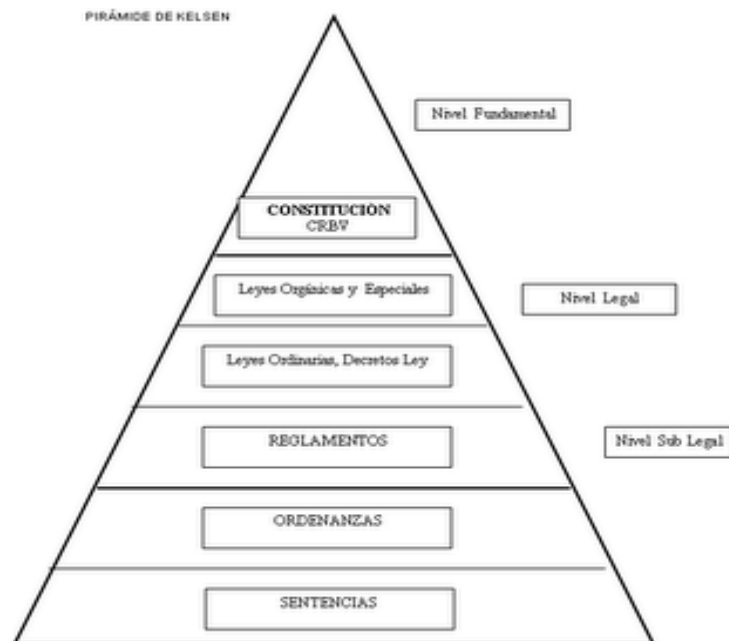 PIRÁMIDE DE KELSEN
Nivel Fundamental
CONSTITUCION
CRBV
Leyes Orgánicas y Especiales
Nivel Legal
Leyes Ordinarias, Decretos Ley
REGLAMENTOS
Nivel Sub Legal
ORDENANZAS
SENTENCIAS